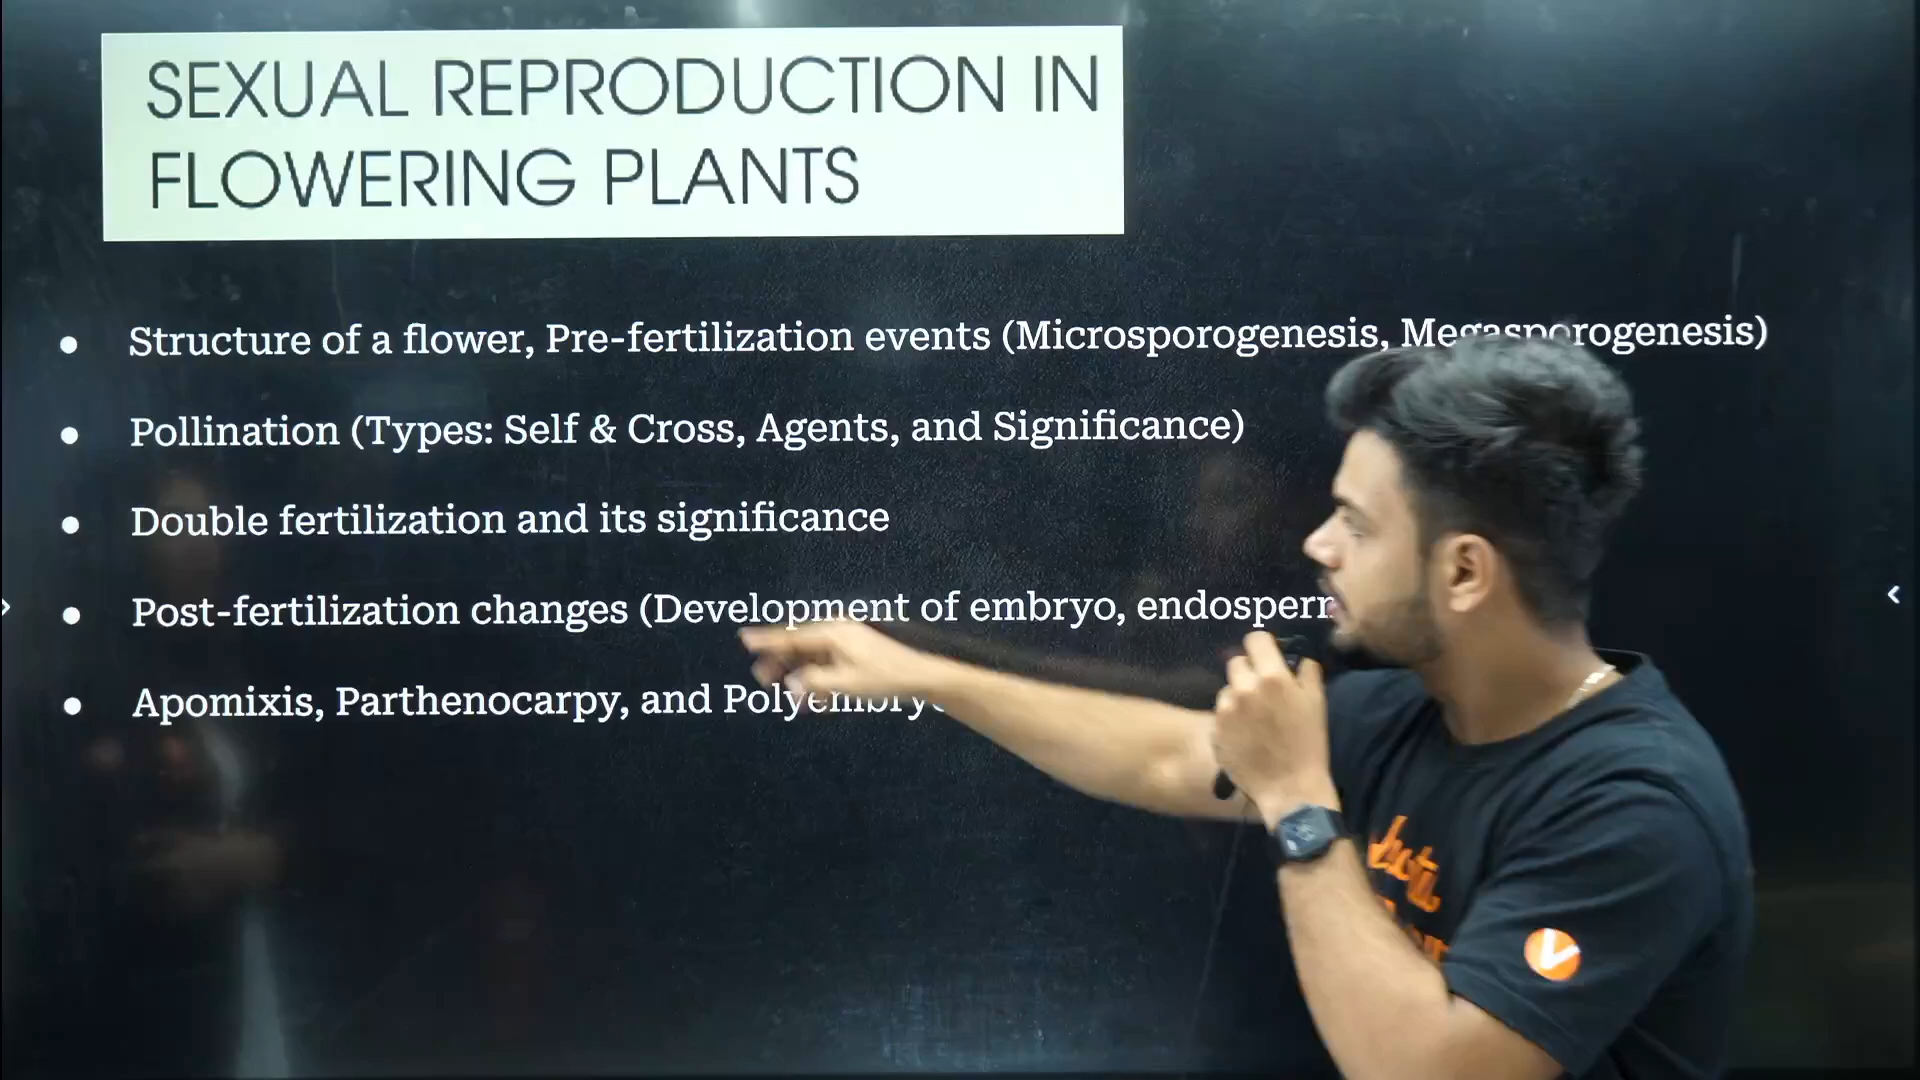 SEXUAL REPRODUCTION IN
FLOWERING PLANTS
● Structure of a flower, Pre-fertilization events (Microsporogenesis, Megasporogenesis)
● Pollination (Types: Self & Cross, Agents, and Significance)
● Double fertilization and its significance
● Post-fertilization changes (Development of embryo,
● Apomixis, Parthenocarpy, and